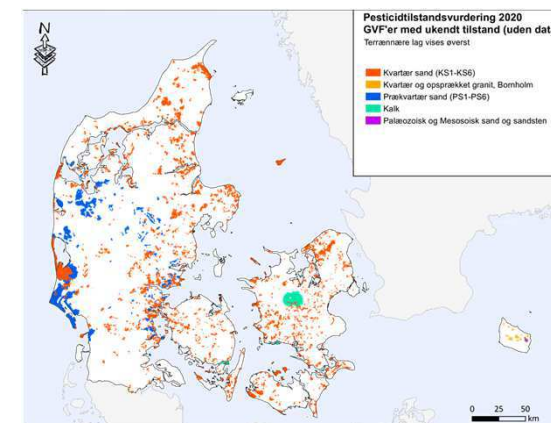 Pesticidtilstandsvurdering 2020
GVF'er med ukendt tilstand (uden dat
Terrænnære lag vises øverst
Kvartær sand (KS1-KS6)
Kvartær og opsprækket granit, Bornholm
Prækvartær sand (PS1-PS6)
Kalk
Palæozoisk og Mesosoisk sand og sandsten
N
0 25 50
km